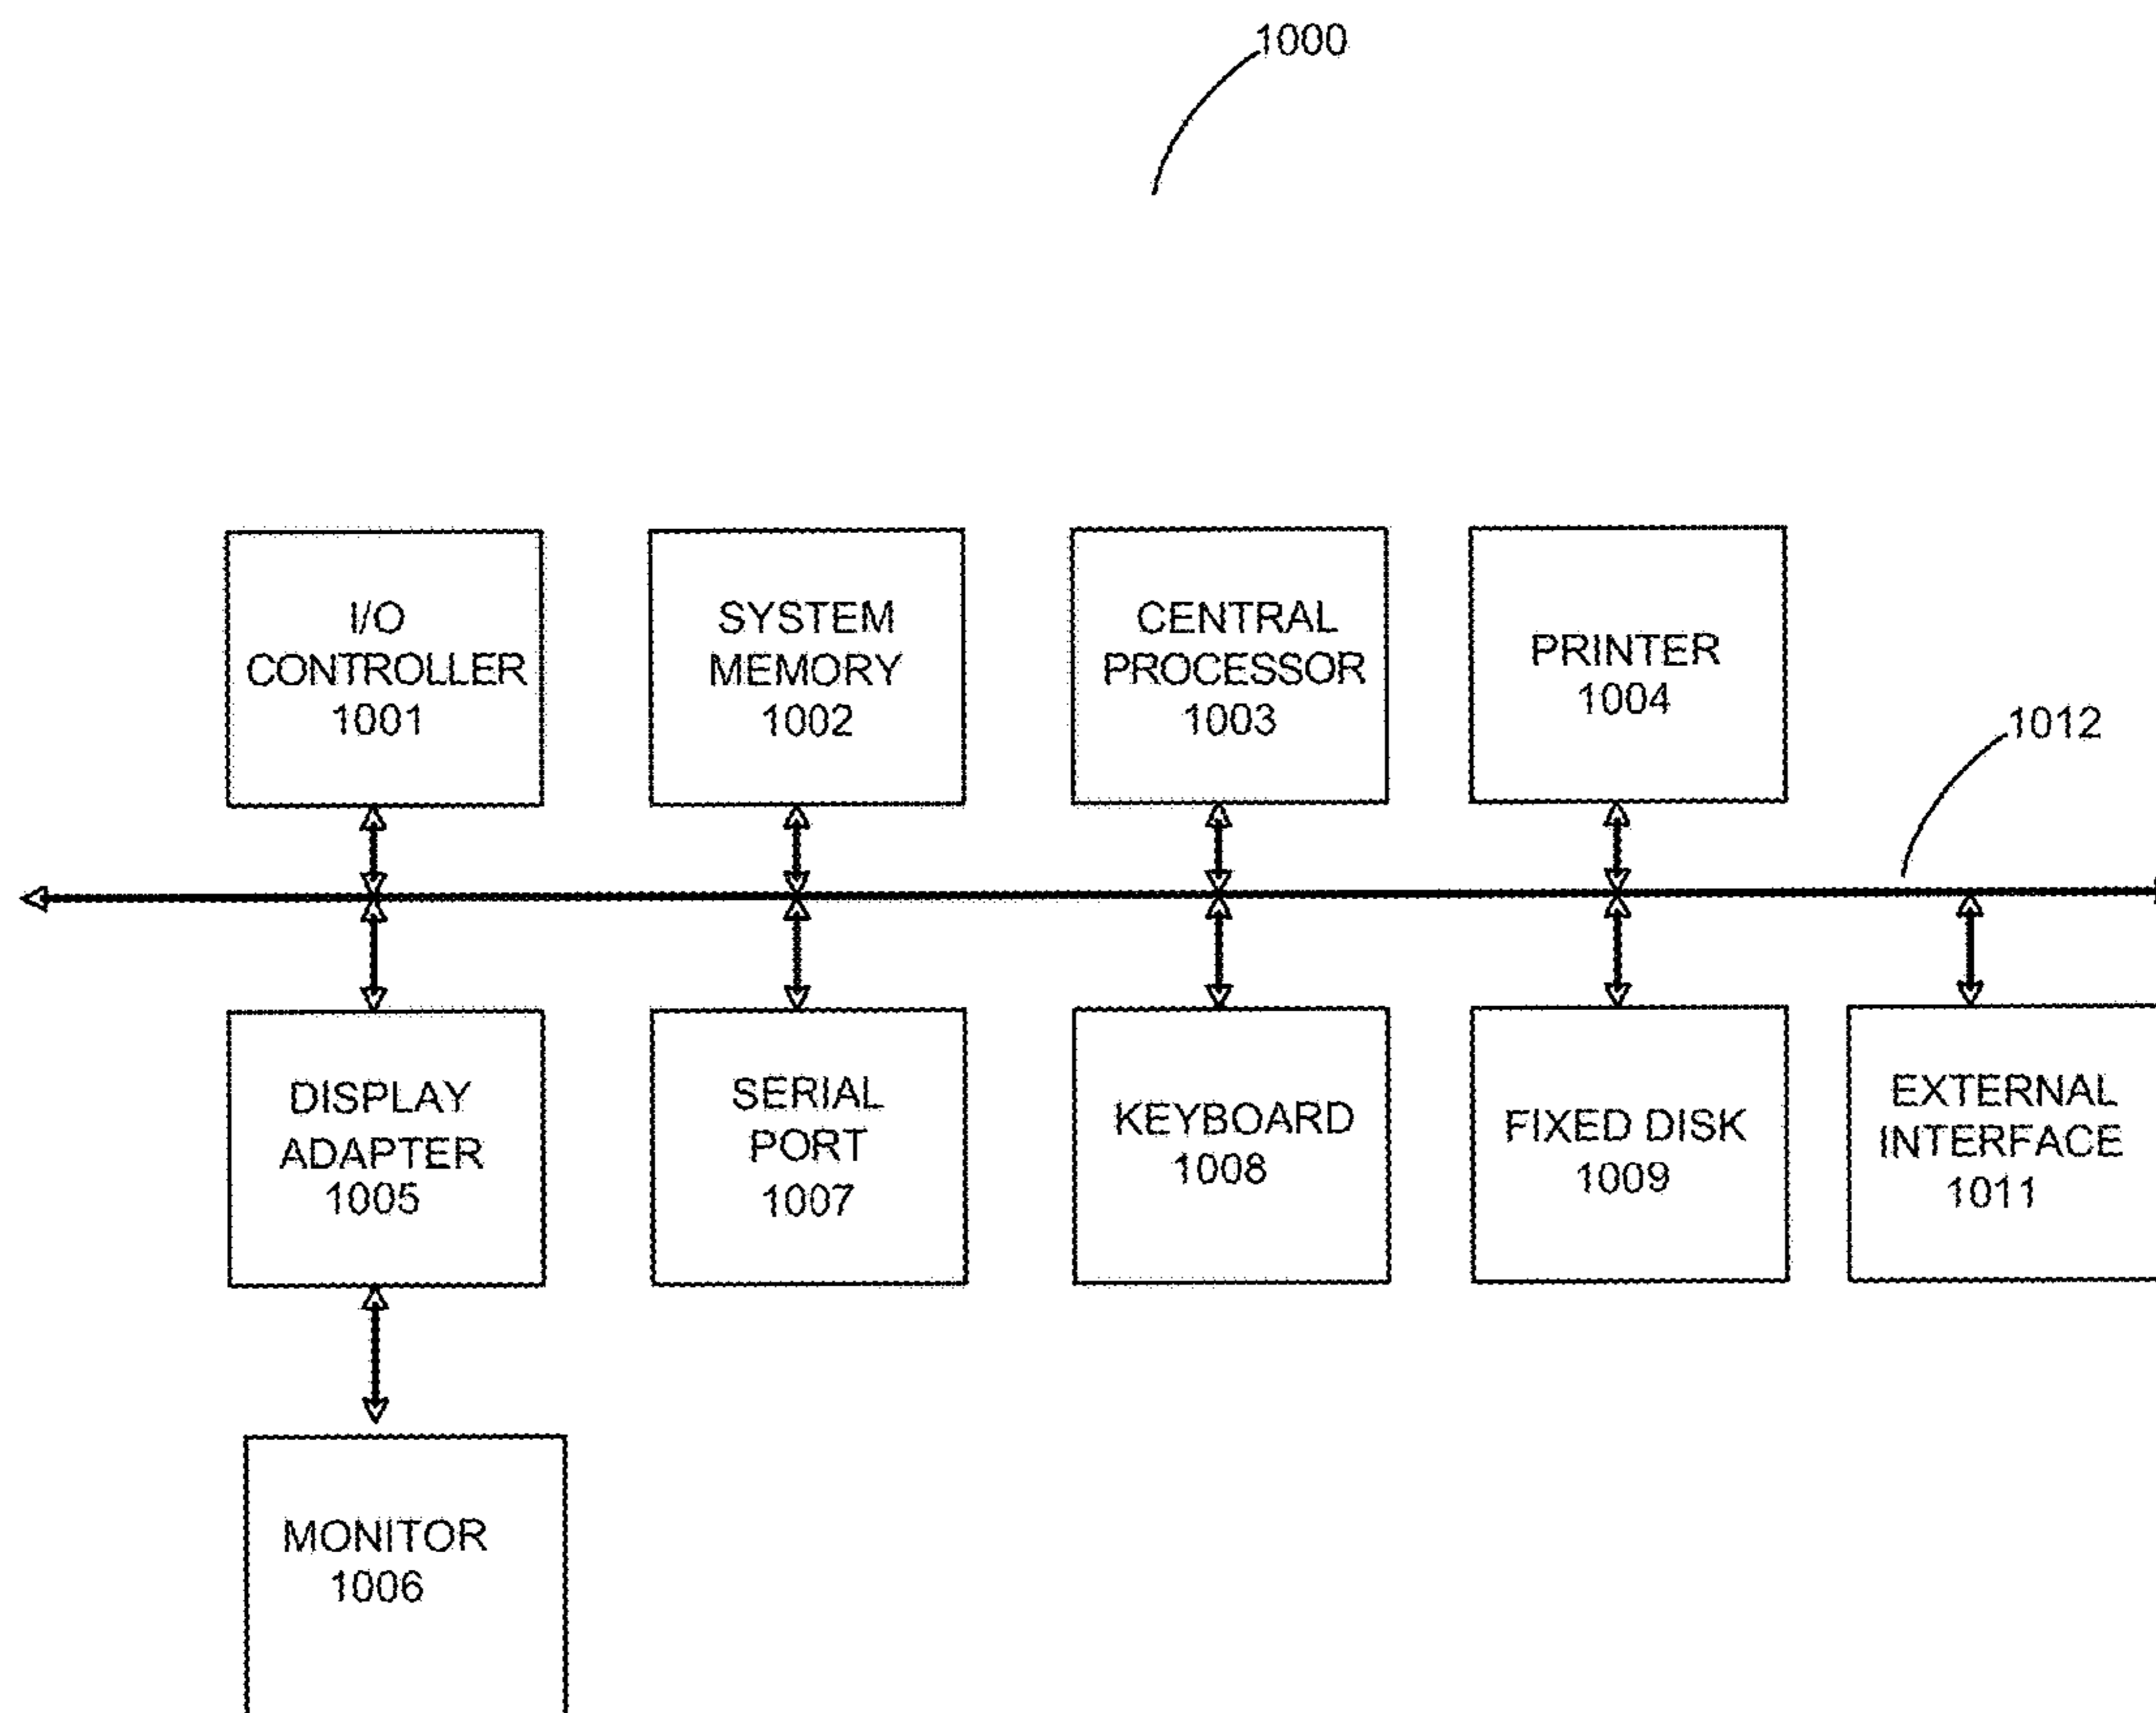 1000
I/O
CONTROLLER
1001
SYSTEM
MEMORY
1002
CENTRAL
PROCESSOR
1003
PRINTER
1004
1012
DISPLAY
ADAPTER
1005
SERIAL
PORT
1007
KEYBOARD
1008
FIXED DISK
1009
EXTERNAL
INTERFACE
1011
MONITOR
1006